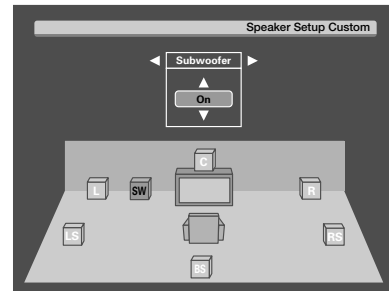 Speaker Setup Custom
Subwoofer
On
C
L SW R
LS RS
BS